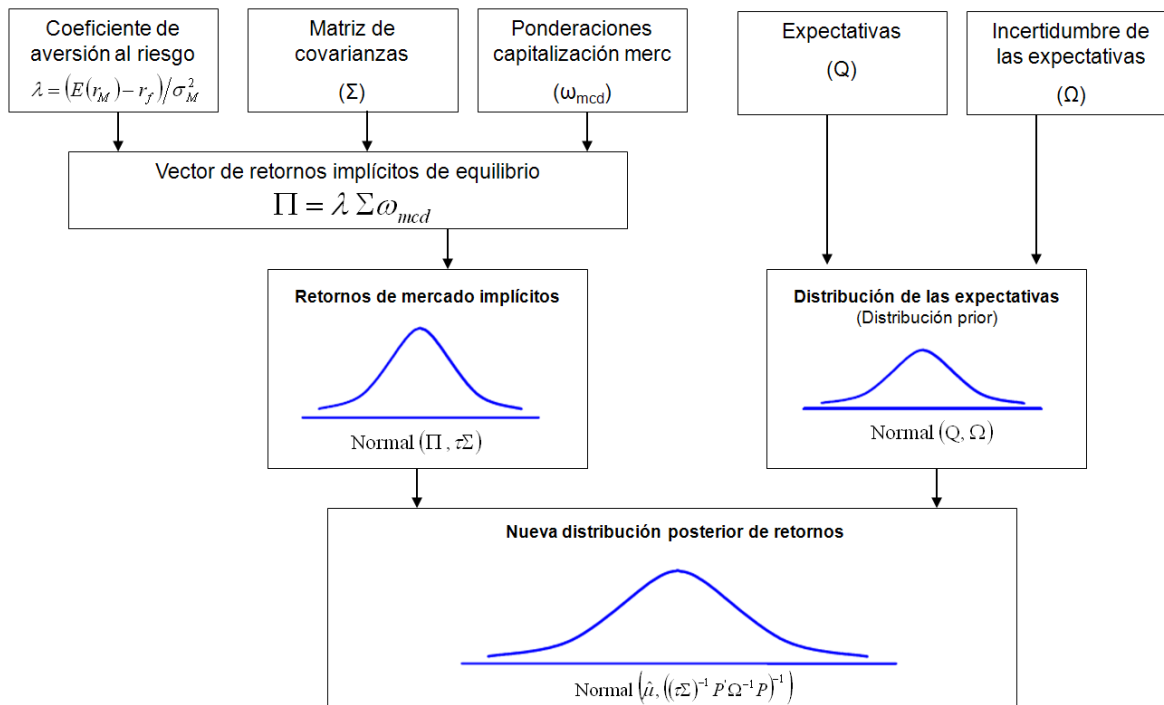 Coeficiente de
aversión al riesgo
λ = (E(r_M) − r_f)/σ_M^2
Matriz de
covarianzas
(Σ)
Ponderaciones
capitalización merc
(ω_mcd)
Expectativas
(Q)
Incertidumbre de
las expectativas
(Ω)
Vector de retornos implícitos de equilibrio
Π = λ Σω_mcd
Retornos de mercado implícitos
Normal (Π , τΣ)
Distribución de las expectativas
(Distribución prior)
Normal (Q, Ω)
Nueva distribución posterior de retornos
Normal (μ̂, ((τΣ)^−1 P'Ω^−1 P)^−1)